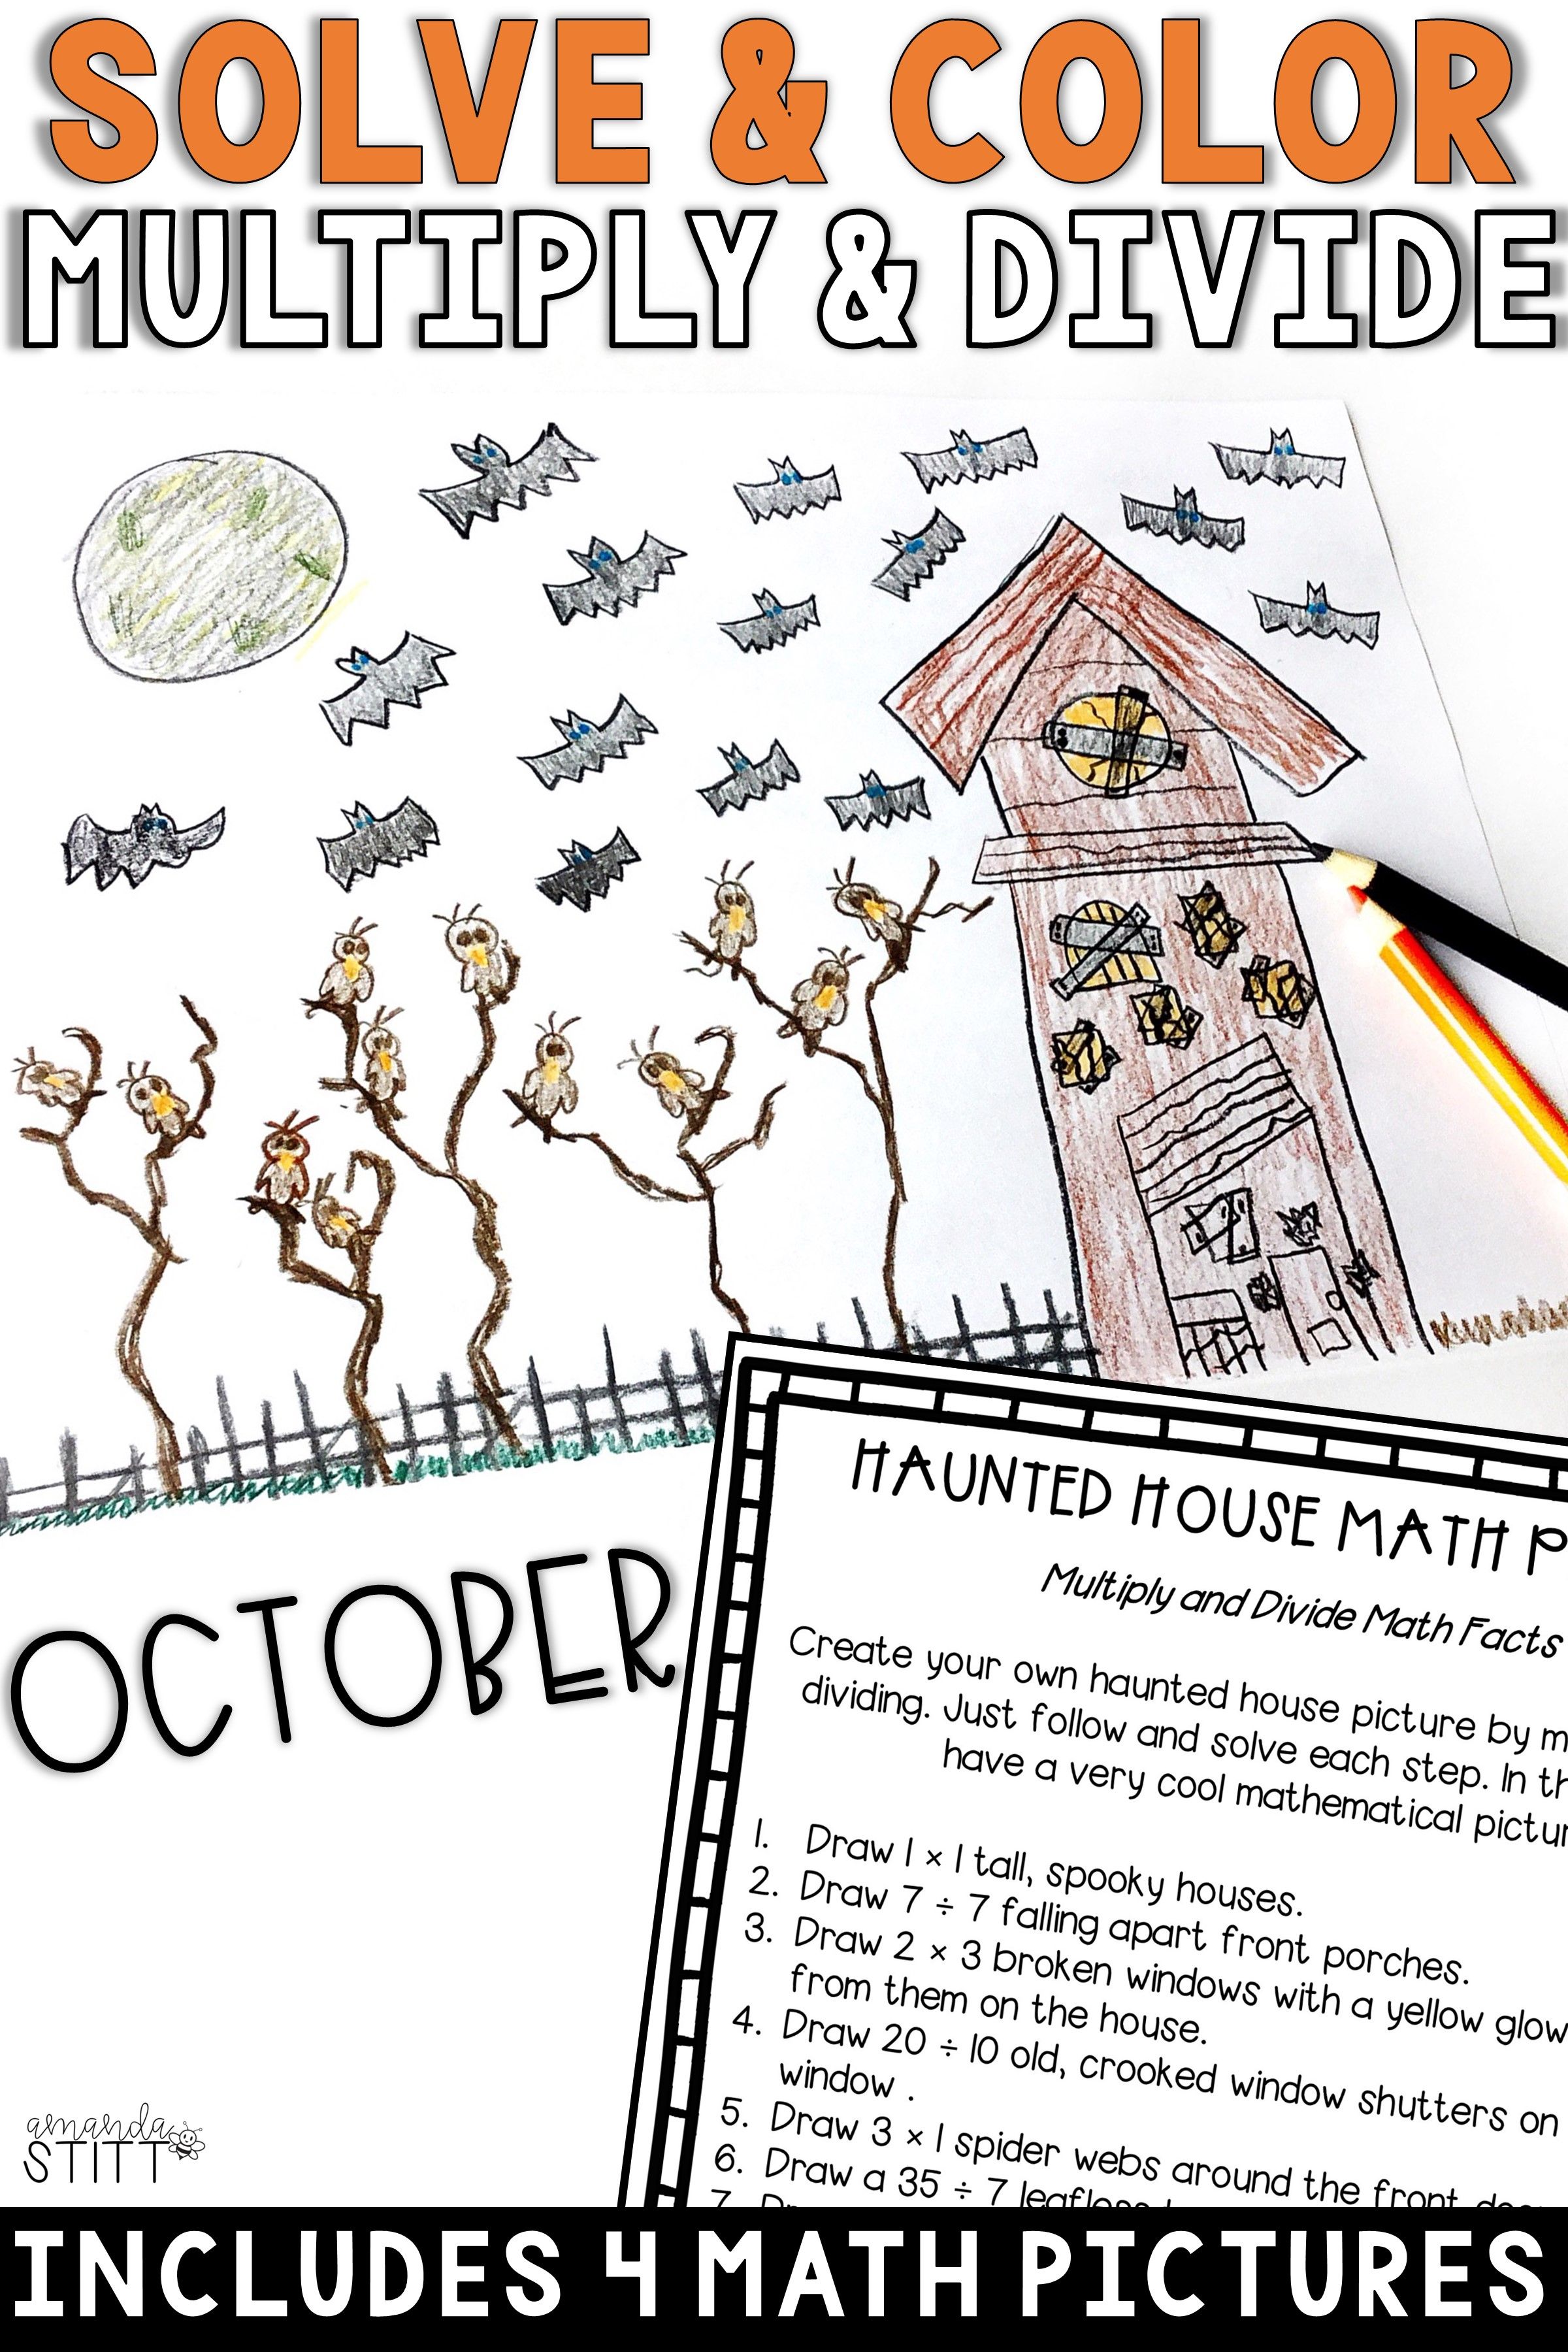 SOLVE & COLOR
MULTIPLY & DIVIDE
OCTOBER
HAUNTED HOUSE MATH
Multiply and Divide Math Facts
Create your own haunted house picture by
dividing. Just follow and solve each step. In
have a very cool mathematical
1. Draw 1 × 1 tall, spooky houses.
2. Draw 7 ÷ 7 falling apart front porches.
3. Draw 2 × 3 broken windows with a yellow glow
from them on the house.
4. Draw 20 ÷ 10 old, crooked window shutters on
window .
5. Draw 3 × 1 spider webs around the front
6. Draw a 35 ÷ 7 leafless
7.
amanda
STITT
INCLUDES 4 MATH PICTURES